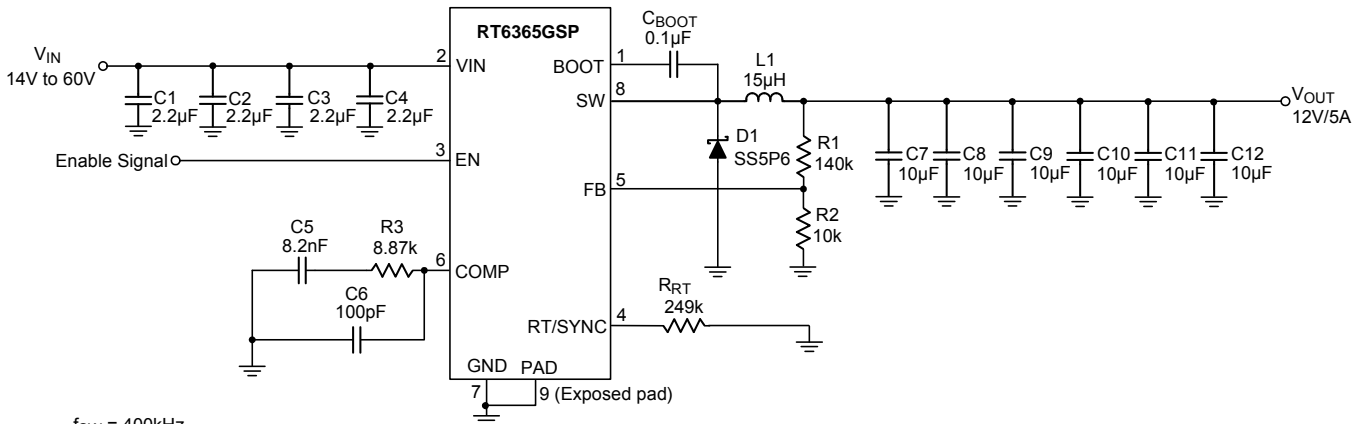 RT6365GSP
VIN
14V to 60V
C1
2.2µF
C2
2.2µF
C3
2.2µF
C4
2.2µF
2
VIN
Enable Signal
3
EN
C5
8.2nF
R3
8.87k
C6
100pF
6
COMP
GND
7
PAD
9 (Exposed pad)
BOOT
1
CBOOT
0.1µF
SW
8
L1
15µH
D1
SS5P6
R1
140k
FB
5
R2
10k
RT/SYNC
4
RRT
249k
C7
10µF
C8
10µF
C9
10µF
C10
10µF
C11
10µF
C12
10µF
VOUT
12V/5A